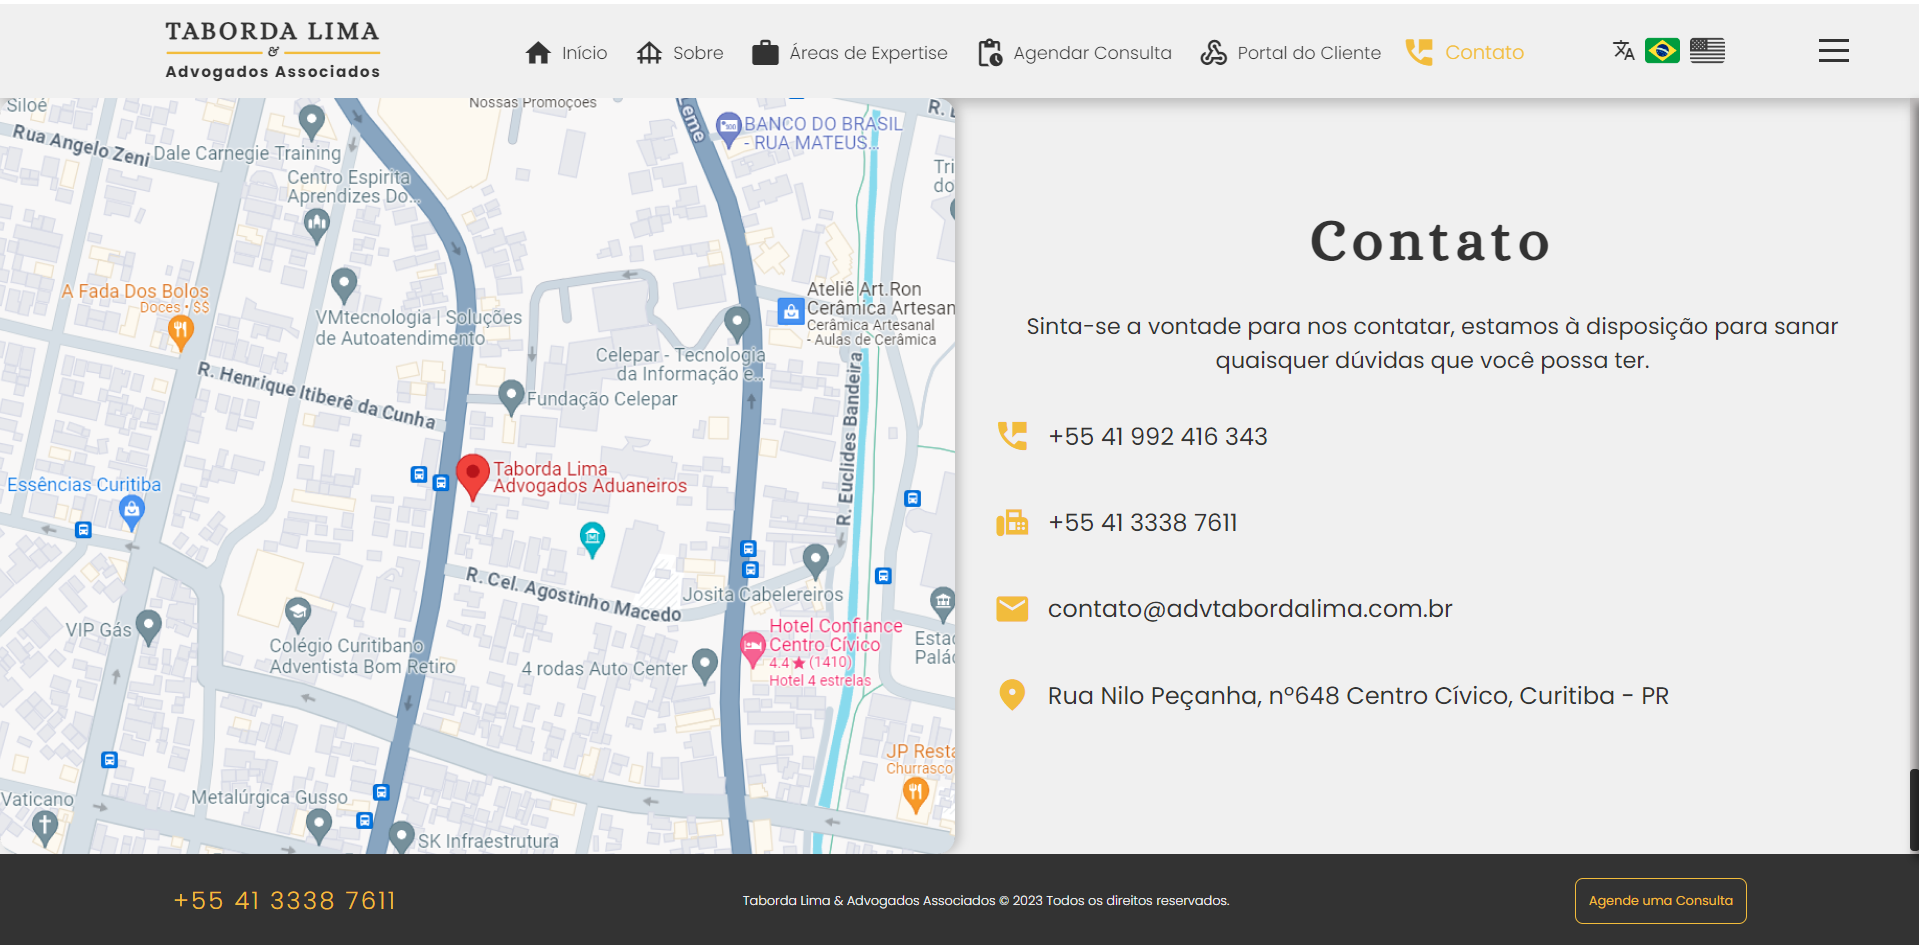 TABORDA LIMA
&
Advogados Associados
Início
Sobre
Áreas de Expertise
Agendar Consulta
Portal do Cliente
Contato
Siloé
Nossas Promoções
Leme
BANCO DO BRASIL
- RUA MATEUS...
Rua Angelo Zeni
Dale Carnegie Training
Centro Espirita
Aprendizes Do...
A Fada Dos Bolos
Doces • $$
VMtecnologia | Soluções
de Autoatendimento
Ateliê Art.Ron
Cerâmica Artesan
Cerâmica Artesanal
- Aulas de Cerâmica
Celepar - Tecnologia
da Informação e...
R. Henrique Itiberê da Cunha
Fundação Celepar
R. Euclides Bandeira
Taborda Lima
Advogados Aduaneiros
Essências Curitiba
R. Cel. Agostinho Macedo
Josita Cabelereiros
VIP Gás
Colégio Curitibano
Adventista Bom Retiro
Hotel Confiance
Centro Cívico
4.4★(1410)
Hotel 4 estrelas
4 rodas Auto Center
Esta
Palá
JP Resta
Churrasco
Vaticano
Metalúrgica Gusso
SK Infraestrutura
Contato
Sinta-se a vontade para nos contatar, estamos à disposição para sanar
quaisquer dúvidas que você possa ter.
+55 41 992 416 343
+55 41 3338 7611
contato@advtabordalima.com.br
Rua Nilo Peçanha, nº648 Centro Cívico, Curitiba - PR
+55 41 3338 7611
Taborda Lima & Advogados Associados © 2023 Todos os direitos reservados.
Agende uma Consulta